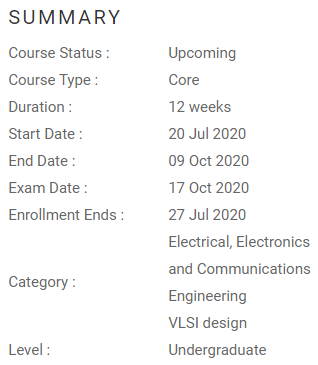 SUMMARY
Course Status : Upcoming
Course Type : Core
Duration : 12 weeks
Start Date : 20 Jul 2020
End Date : 09 Oct 2020
Exam Date : 17 Oct 2020
Enrollment Ends : 27 Jul 2020
Category :
Electrical, Electronics
and Communications
Engineering
VLSI design
Level : Undergraduate